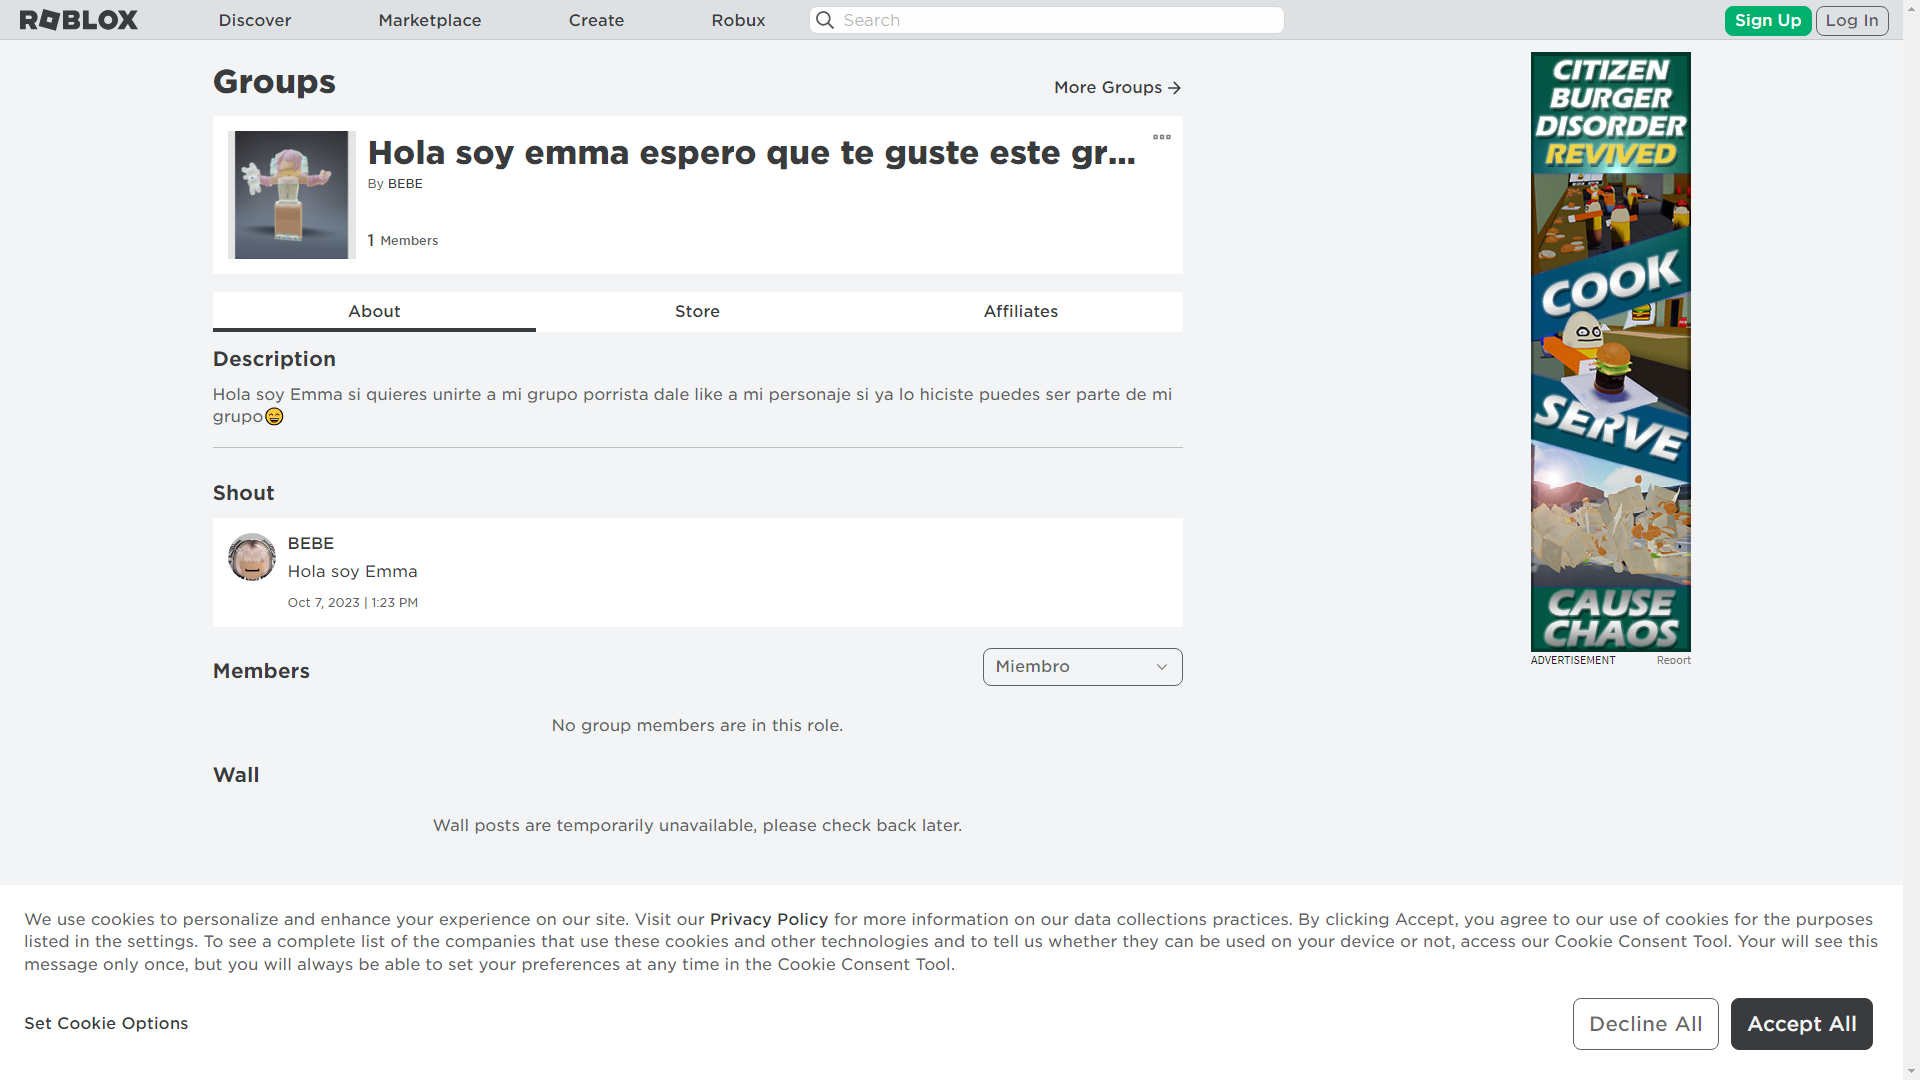 ROBLOX Discover Marketplace Create Robux Search Sign Up Log In
Groups
More Groups
Hola soy emma espero que te guste este gr...
By BEBE
1 Members
About Store Affiliates
Description
Hola soy Emma si quieres unirte a mi grupo porrista dale like a mi personaje si ya lo hiciste puedes ser parte de mi
grupo😄
Shout
BEBE
Hola soy Emma
Oct 7, 2023 | 1:23 PM
Members
Miembro
No group members are in this role.
Wall
Wall posts are temporarily unavailable, please check back later.
CITIZEN
BURGER
DISORDER
REVIVED
COOK
SERVE
CAUSE
CHAOS
ADVERTISEMENT Report
We use cookies to personalize and enhance your experience on our site. Visit our Privacy Policy for more information on our data collections practices. By clicking Accept, you agree to our use of cookies for the purposes
listed in the settings. To see a complete list of the companies that use these cookies and other technologies and to tell us whether they can be used on your device or not, access our Cookie Consent Tool. Your will see this
message only once, but you will always be able to set your preferences at any time in the Cookie Consent Tool.
Set Cookie Options
Decline All
Accept All